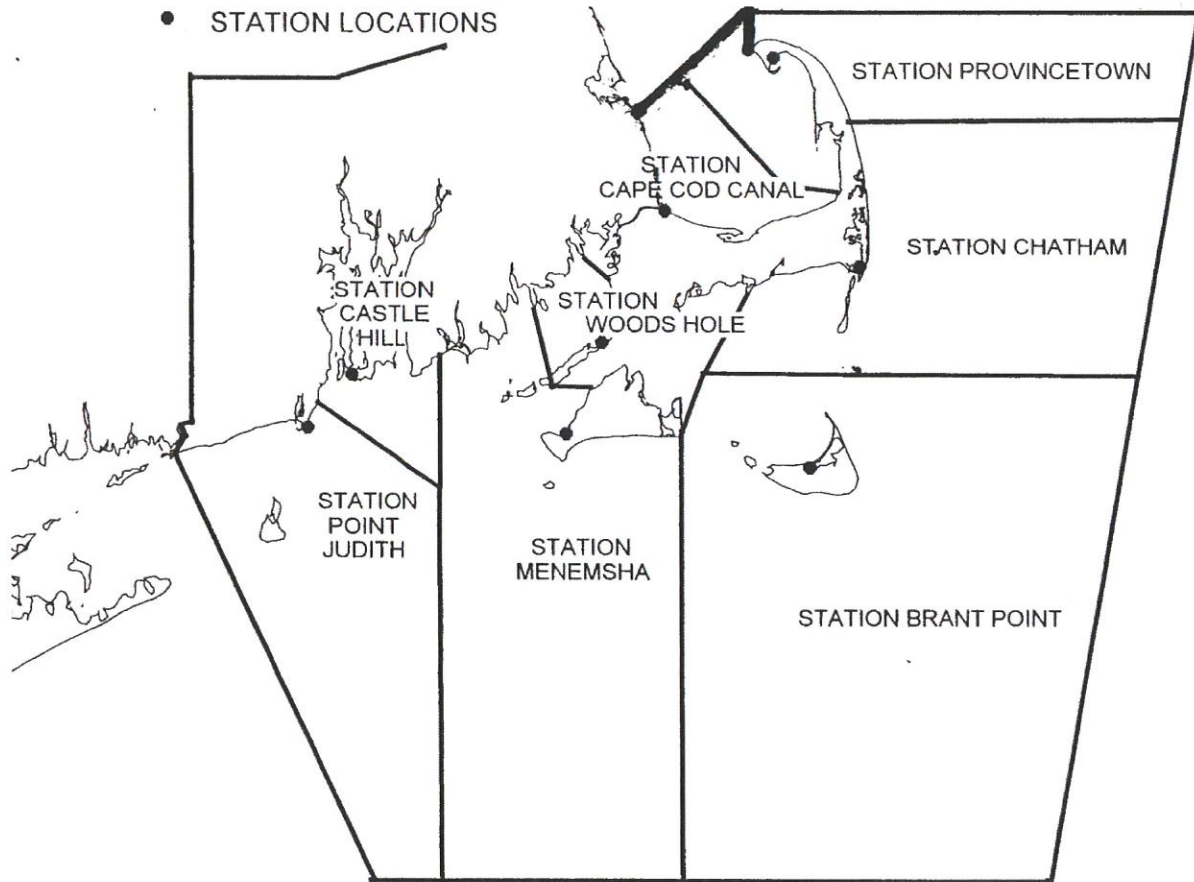 STATION LOCATIONS
STATION PROVINCETOWN
STATION
CAPE COD CANAL
STATION CHATHAM
STATION
CASTLE
HILL
STATION
WOODS HOLE
STATION
POINT
JUDITH
STATION
MENEMSHA
STATION BRANT POINT